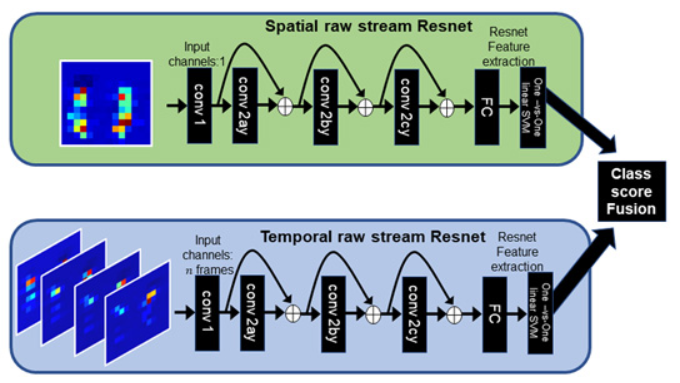 Spatial raw stream Resnet
Input
channels:1
Resnet
Feature
extraction
conv 1
conv 2ay
conv 2by
conv 2cy
FC
One –vs-One
linear SVM
Class
score
Fusion
Temporal raw stream Resnet
Input
channels:
n frames
Resnet
Feature
extraction
conv 1
conv 2ay
conv 2by
conv 2cy
FC
One –vs-One
linear SVM